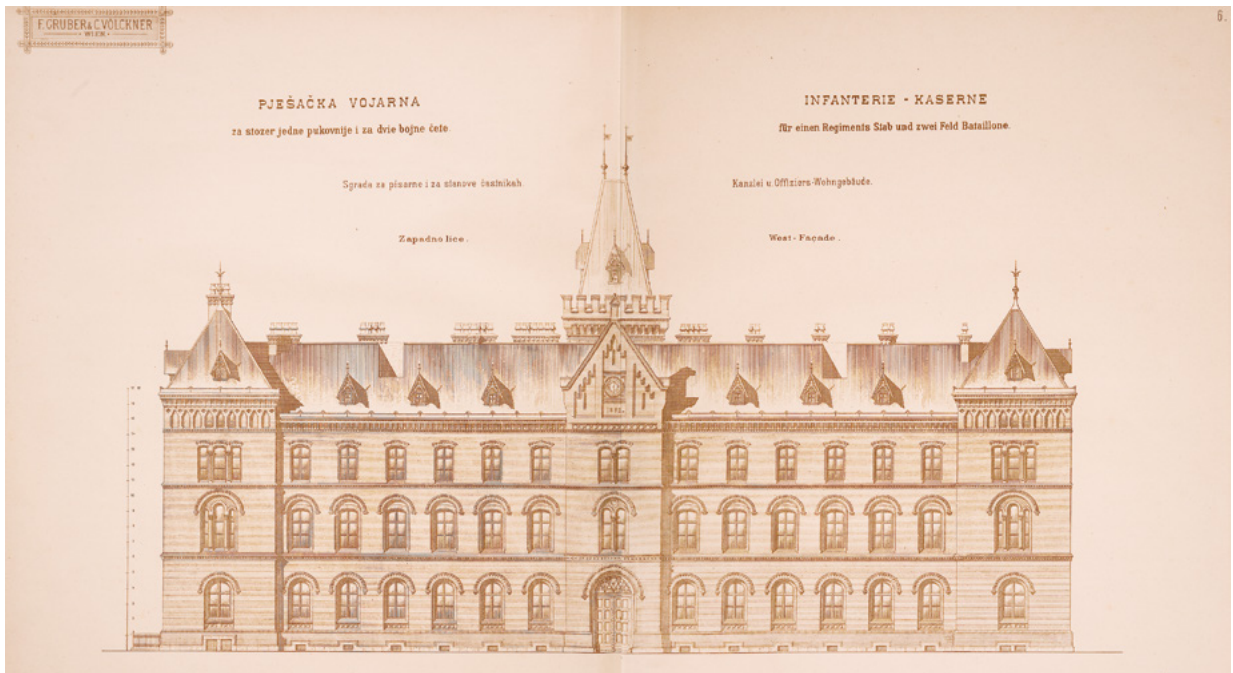 F. GRUBER & C. VÖLCKNER
WIEN
6.
PJEŠAČKA VOJARNA
za stozer jedne pukovnije i za dvie bojne čete.
Sgrada za pisarne i za stanove častnikah.
Zapadno lice.
INFANTERIE - KASERNE
für einen Regiments Stab und zwei Feld Bataillone.
Kanzlei u. Offiziers-Wohngebäude.
West-Façade.